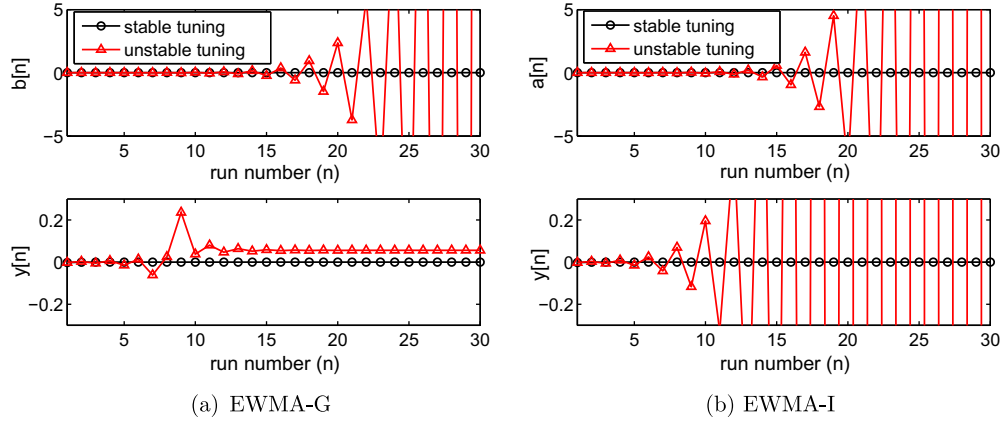 5
0
−5
b[n]
stable tuning
unstable tuning
5 10 15 20 25 30
run number (n)
0.2
0
−0.2
y[n]
5 10 15 20 25 30
run number (n)
(a) EWMA-G
5
0
−5
a[n]
stable tuning
unstable tuning
5 10 15 20 25 30
run number (n)
0.2
0
−0.2
y[n]
5 10 15 20 25 30
run number (n)
(b) EWMA-I